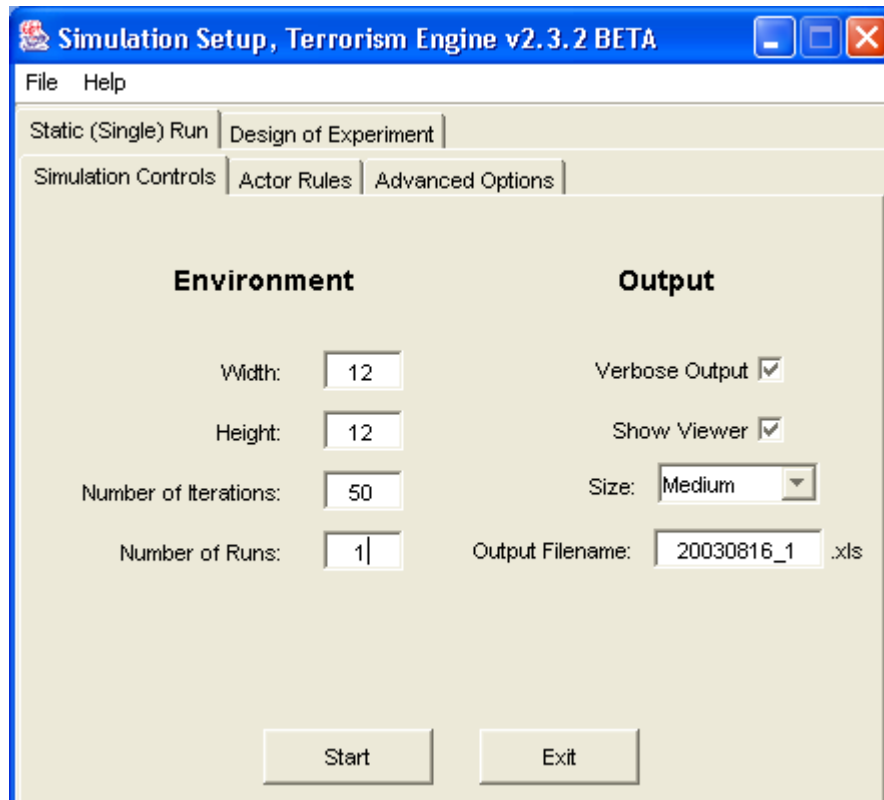 Simulation Setup, Terrorism Engine v2.3.2 BETA
File Help
Static (Single) Run Design of Experiment
Simulation Controls Actor Rules Advanced Options
Environment Output
Width: 12 Verbose Output
Height: 12 Show Viewer
Number of Iterations: 50 Size: Medium
Number of Runs: 1 Output Filename: 20030816_1 .xls
Start Exit